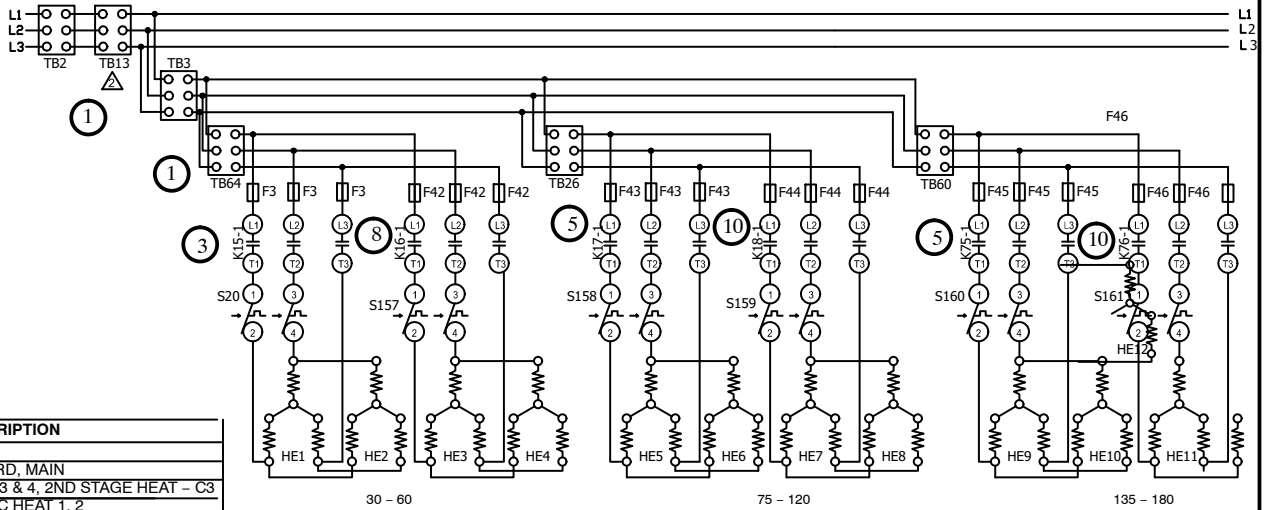 L1 L1
L2 L2
L3 L3
TB2 TB13 TB3
2
1
F46
1
TB64 TB26 TB60
F3 F3 F3 F42 F42 F42 F43 F43 F43 F44 F44 F44 F45 F45 F45 F46 F46
3 8 5 10 5 10
K15-1 K16-1 K17-1 K18-1 K75-1 K76-1
L1 L2 L3 L1 L2 L3 L1 L2 L3 L1 L2 L3 L1 L2 L3 L1 L2 L3
T1 T2 T3 T1 T2 T3 T1 T2 T3 T1 T2 T3 T1 T2 T3 T1 T2 T3
S20 S157 S158 S159 S160 S161
1 3 1 3 1 3 1 3 1 3 1 3
2 4 2 4 2 4 2 4 2 4 2 4
HE12
HE1 HE2 HE3 HE4 HE5 HE6 HE7 HE8 HE9 HE10 HE11
30 – 60 75 – 120 135 – 180
RIPTION
RD, MAIN
3 & 4, 2ND STAGE HEAT – C3
C HEAT 1, 2